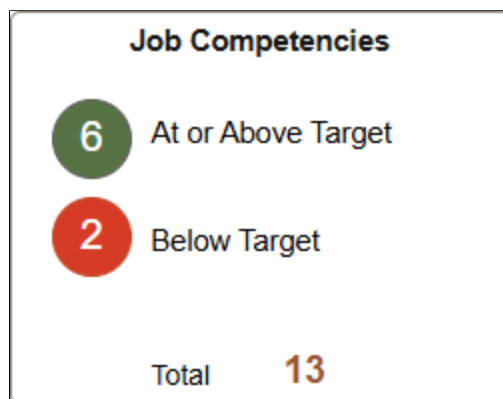 Job Competencies
6 At or Above Target
2 Below Target
Total 13